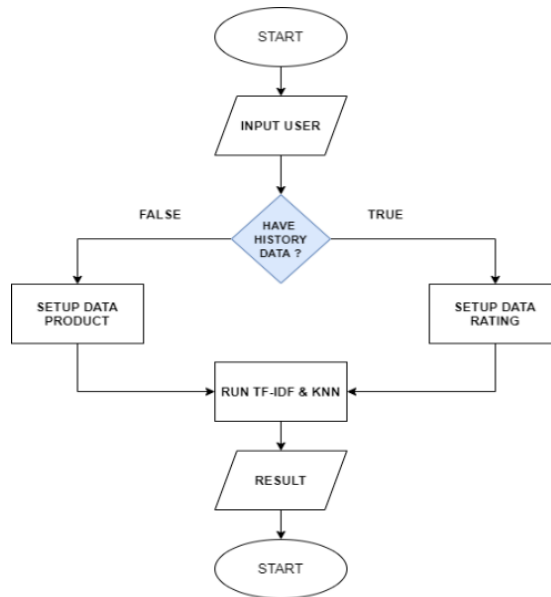 START
INPUT USER
FALSE
TRUE
HAVE
HISTORY
DATA ?
SETUP DATA
PRODUCT
SETUP DATA
RATING
RUN TF-IDF & KNN
RESULT
START